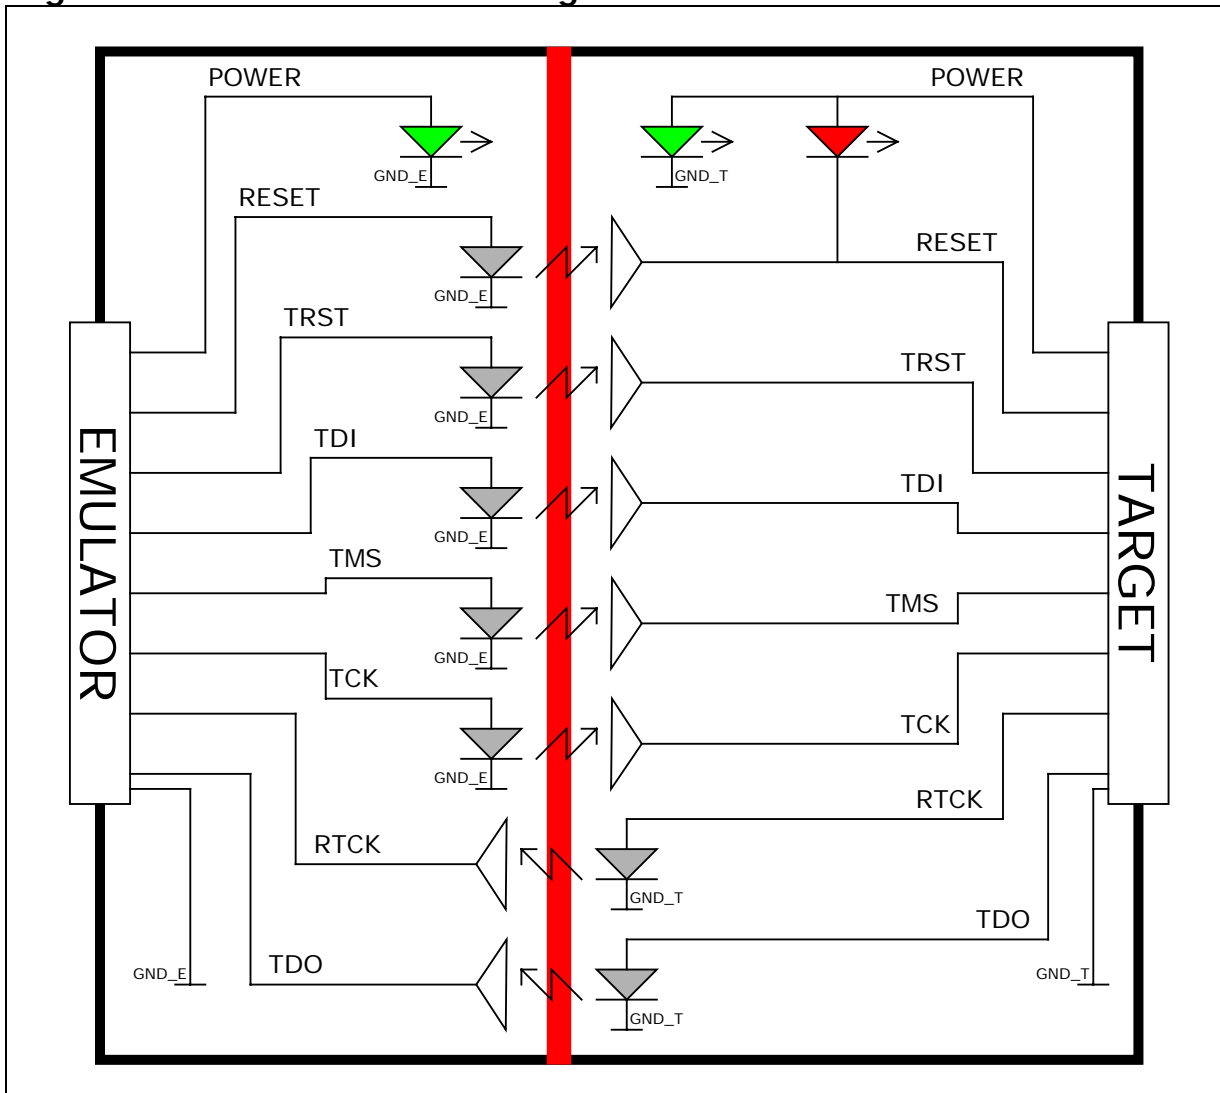 POWER
POWER
GND_E
GND_T
RESET
RESET
GND_E
TRST
TRST
GND_E
TDI
TDI
GND_E
TMS
TMS
GND_E
TCK
TCK
GND_E
EMULATOR
TARGET
RTCK
RTCK
GND_T
TDO
TDO
GND_E
GND_T
GND_T